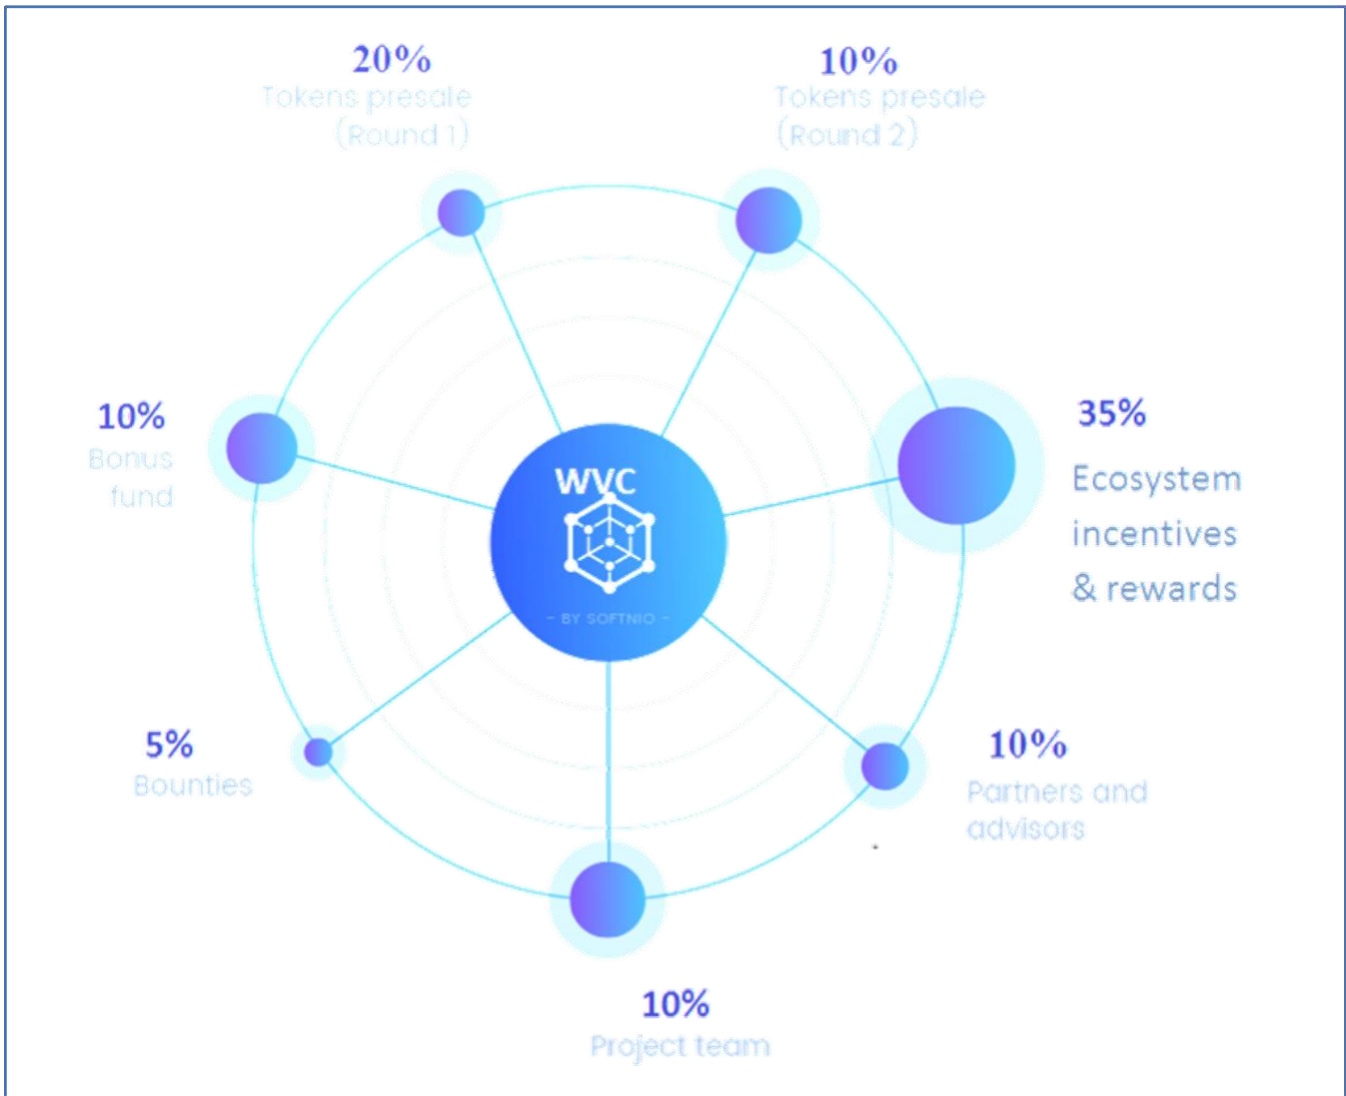 20%
Tokens presale
(Round 1)
10%
Tokens presale
(Round 2)
35%
Ecosystem
incentives
& rewards
10%
Bonus
fund
WVC
- BY SOFTNIO -
5%
Bounties
10%
Partners and
advisors
10%
Project team